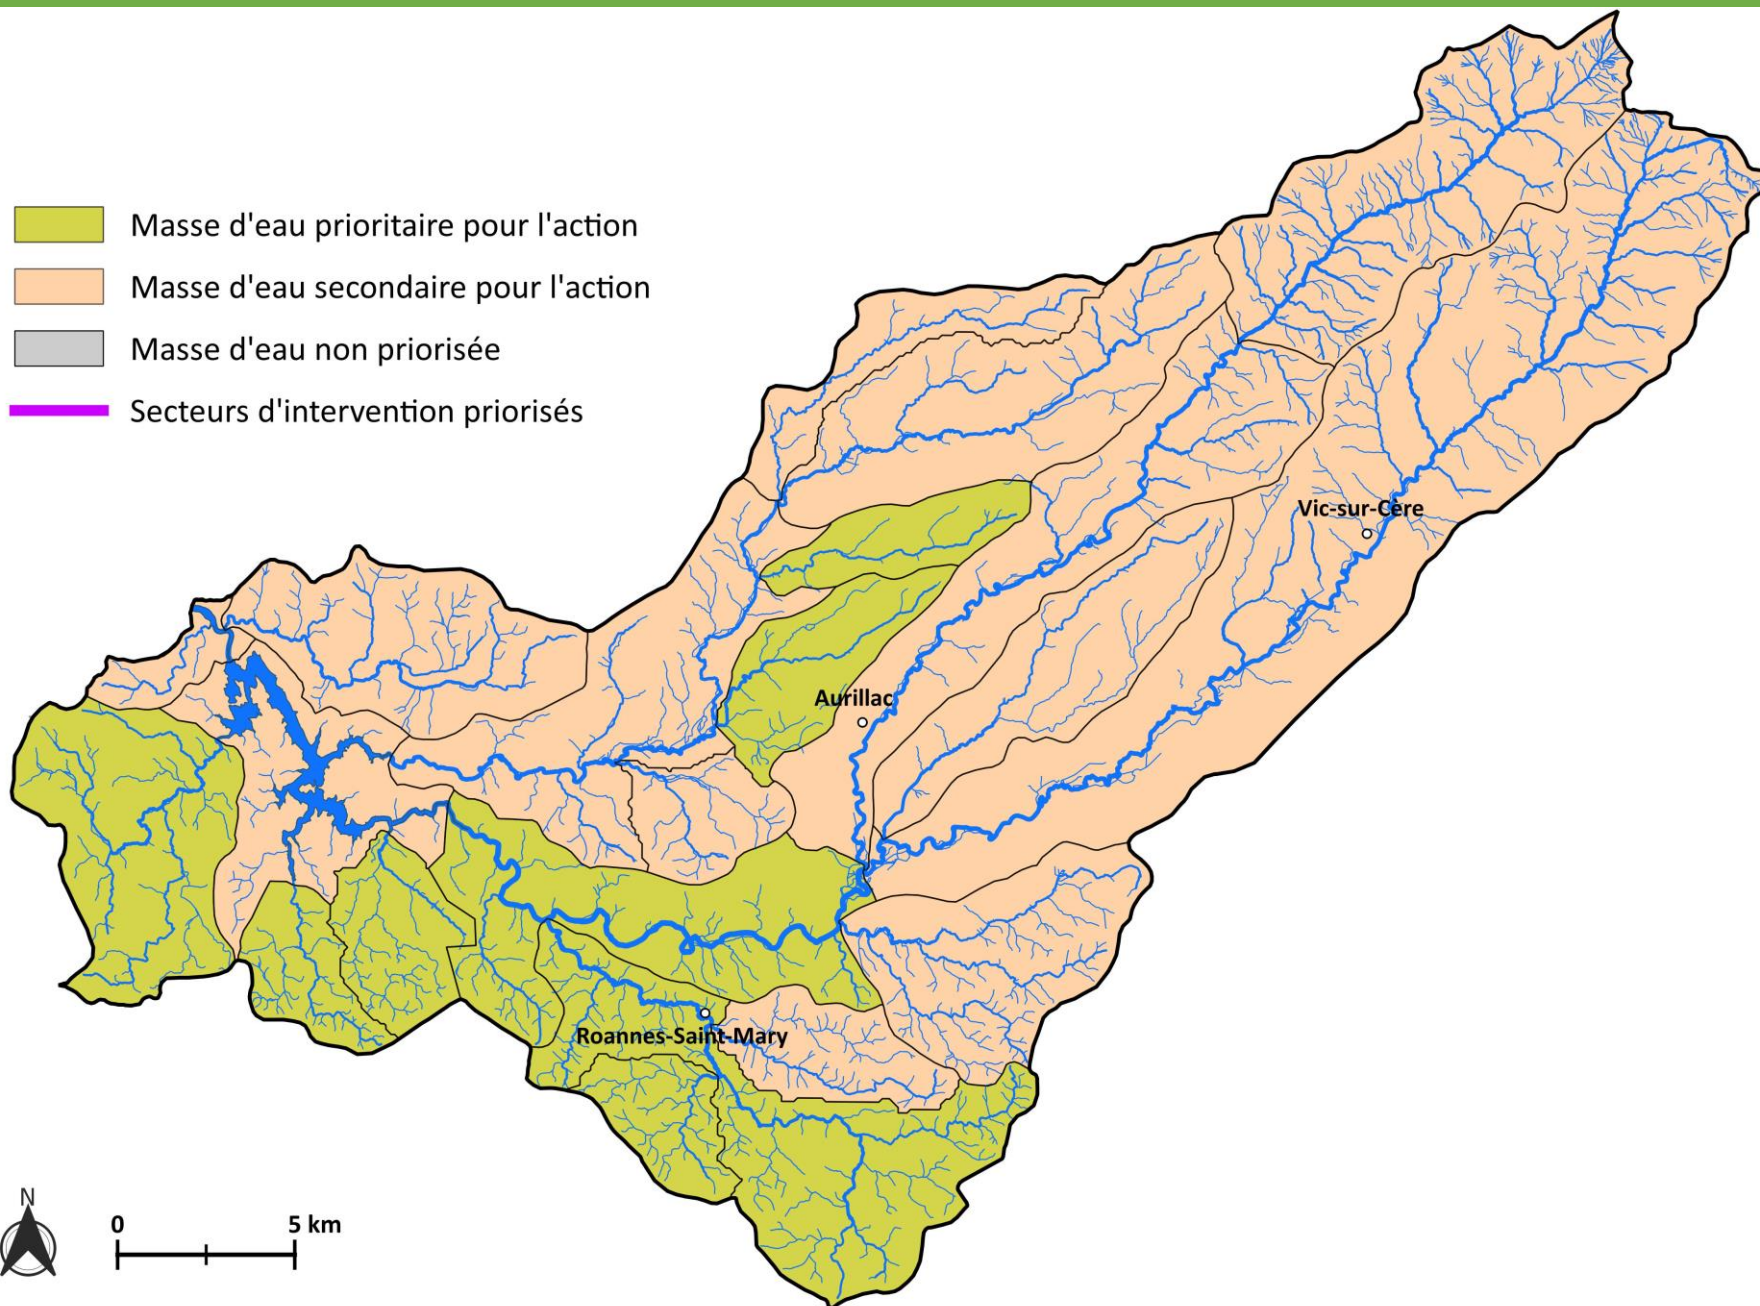 Masse d'eau prioritaire pour l'action
Masse d'eau secondaire pour l'action
Masse d'eau non priorisée
Secteurs d'intervention priorisés
Vic-sur-Cère
Aurillac
Roannes-Saint-Mary
N
0 5 km